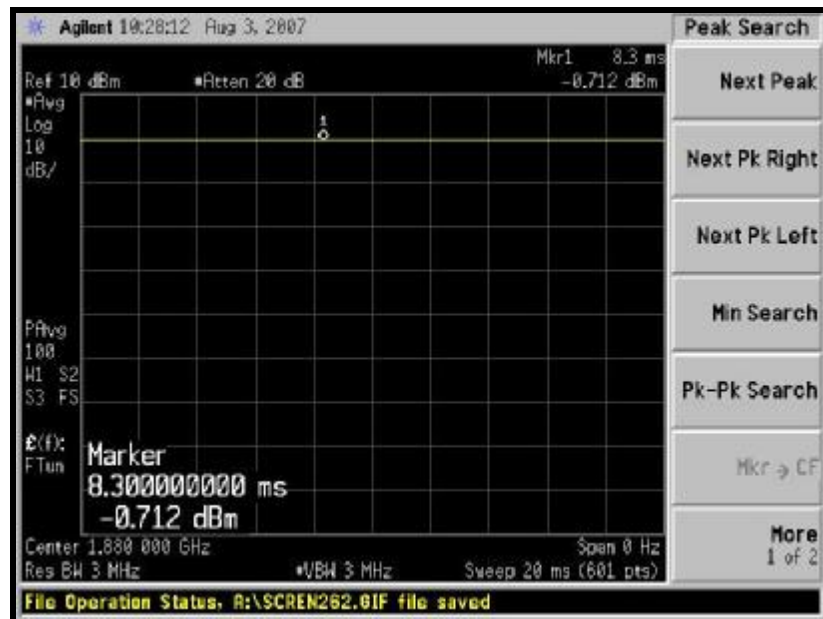 Agilent 10:28:12 Aug 3, 2007
Peak Search
Mkr1 8.3 ms
Ref 10 dBm *Atten 20 dB -0.712 dBm
Next Peak
*Avg
Log
10
dB/
1
Next Pk Right
Next Pk Left
Min Search
PAvg
100
W1 S2
S3 FS
Pk-Pk Search
£(f):
FTun
Marker
8.300000000 ms
-0.712 dBm
Mkr → CF
Center 1.880 000 GHz Span 0 Hz
Res BW 3 MHz *VBW 3 MHz Sweep 20 ms (601 pts)
More
1 of 2
File Operation Status, A:\SCREN262.GIF file saved